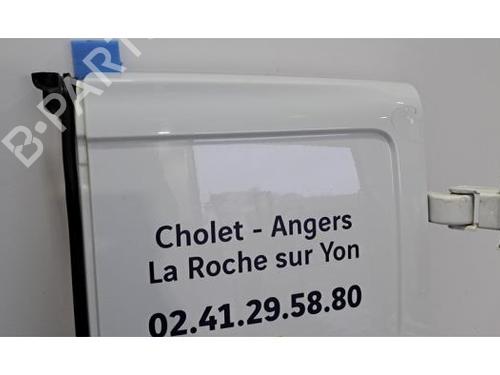 B-PARTS
Cholet - Angers
La Roche sur Yon
02.41.29.58.80